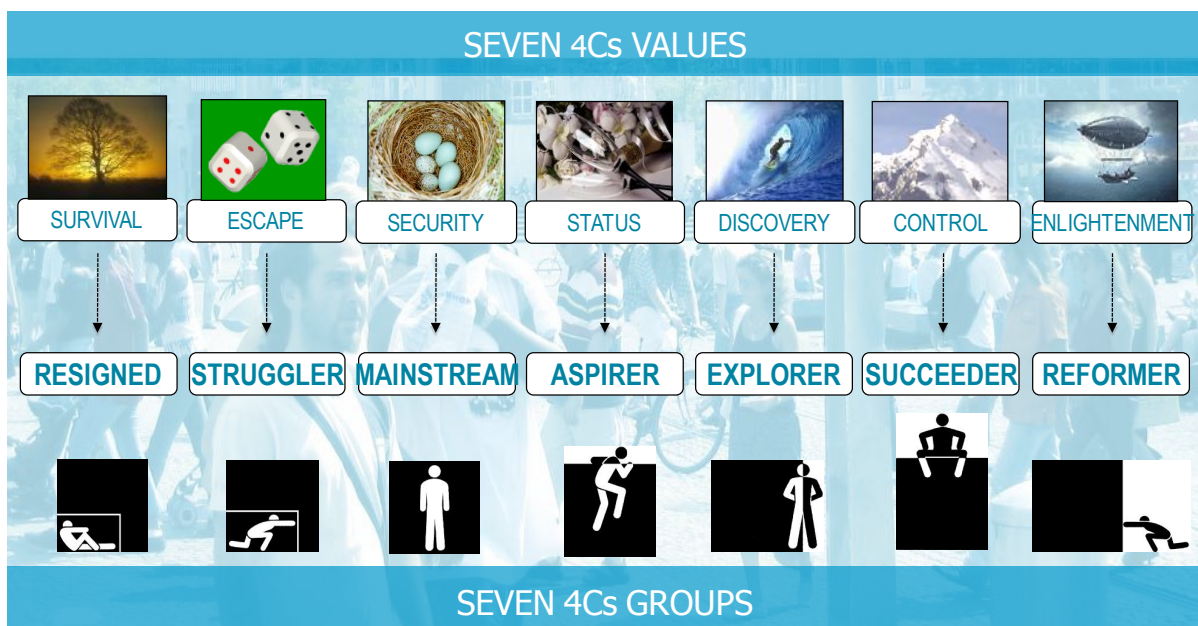 SEVEN 4Cs VALUES
SURVIVAL
ESCAPE
SECURITY
STATUS
DISCOVERY
CONTROL
ENLIGHTENMENT
RESIGNED
STRUGGLER
MAINSTREAM
ASPIRER
EXPLORER
SUCCEEDER
REFORMER
SEVEN 4Cs GROUPS